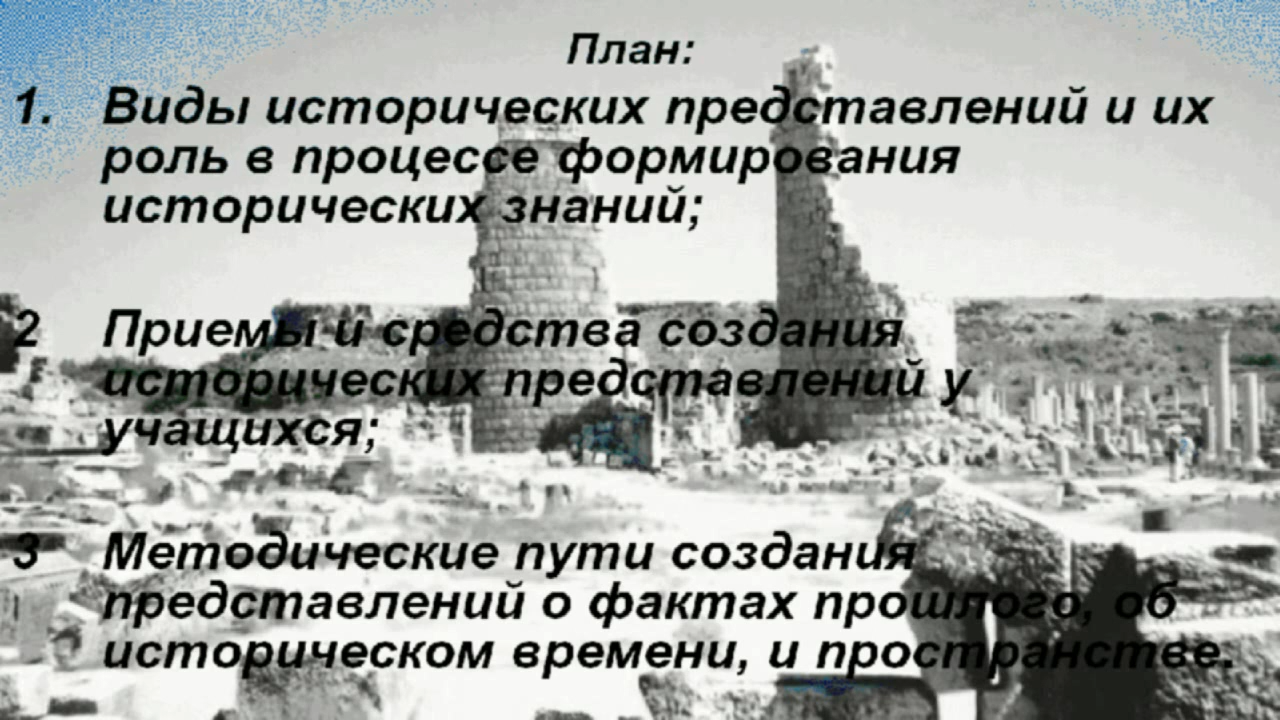 План:
1. Виды исторических представлений и их
роль в процессе формирования
исторических знаний;
2 Приемы и средства создания
исторических представлений у
учащихся;
3 Методические пути создания
представлений о фактах прошлого, об
историческом времени, и пространстве.